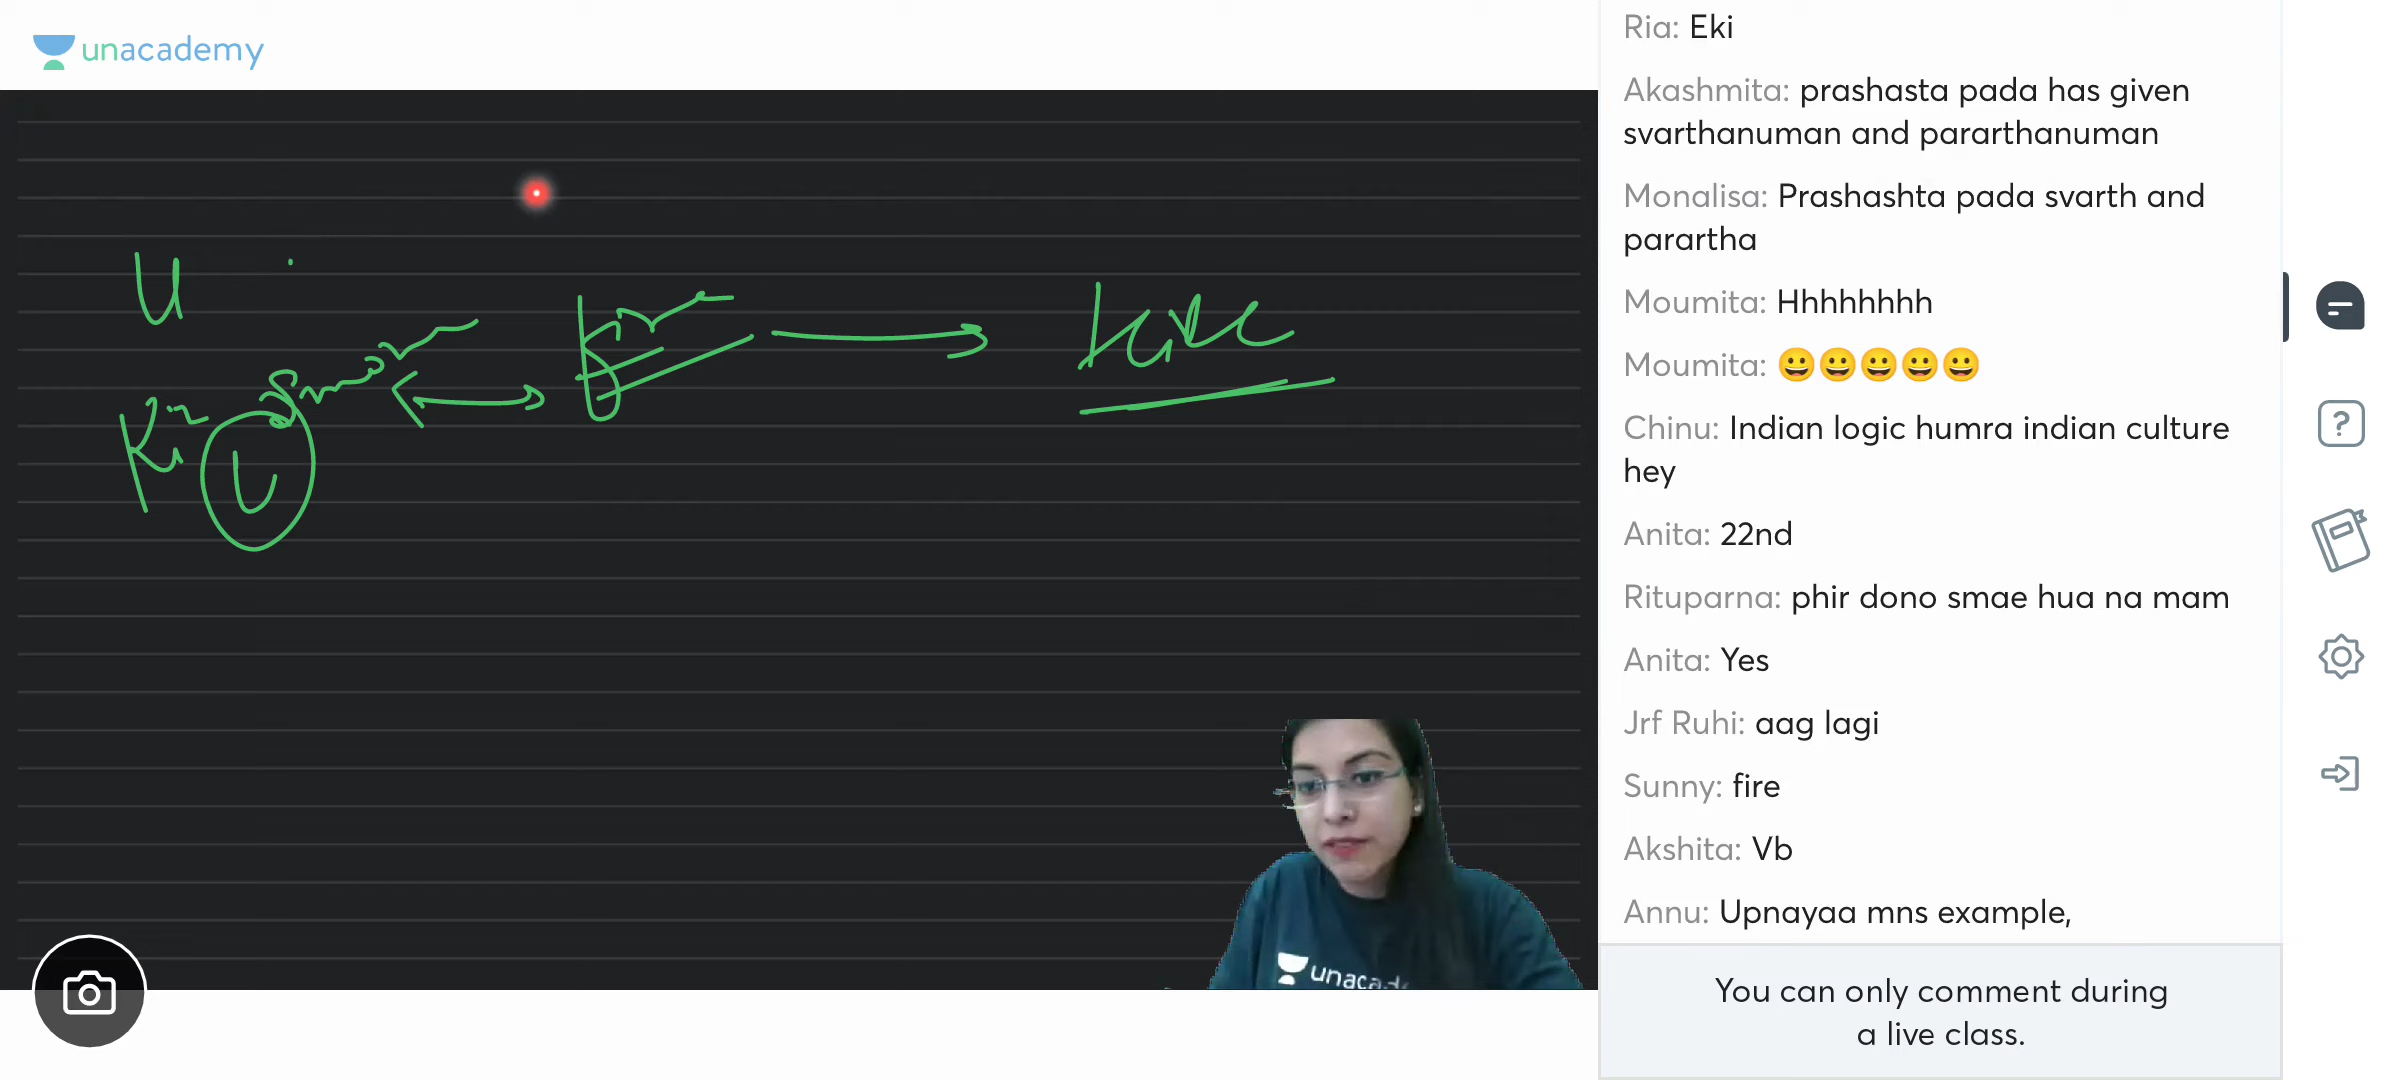 unacademy
U
Ria: Eki
Akashmita: prashasta pada has given
svarthanuman and pararthanuman
Monalisa: Prashashta pada svarth and
parartha
Moumita: Hhhhhhhh
Moumita: 😀😀😀😀😀
Chinu: Indian logic humra indian culture
hey
Anita: 22nd
Rituparna: phir dono smae hua na mam
Anita: Yes
Jrf Ruhi: aag lagi
Sunny: fire
Akshita: Vb
Annu: Upnayaa mns example,
You can only comment during
a live class.
?